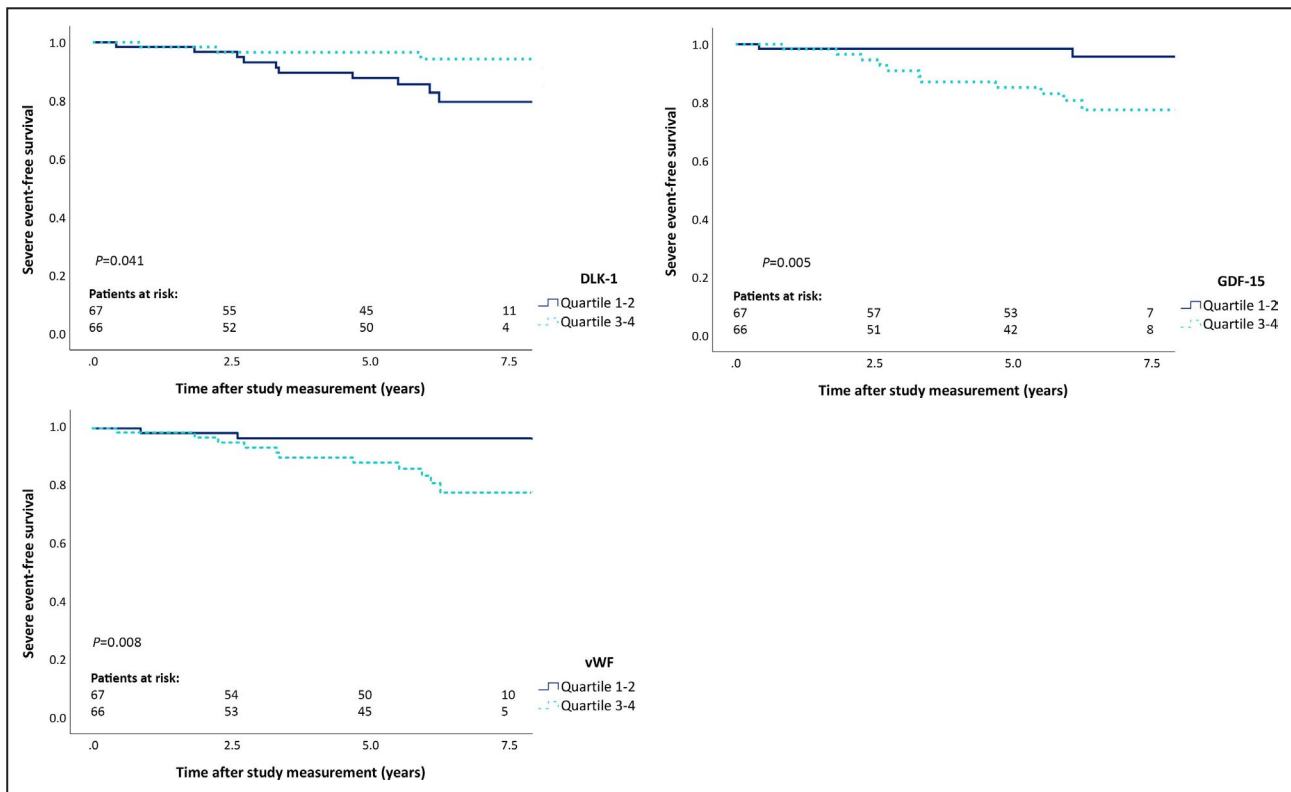 Severe event-free survival
1.0
0.8
0.6
0.4
0.2
0.0
P=0.041
DLK-1
Quartile 1-2
Quartile 3-4
Patients at risk:
67 55 45 11
66 52 50 4
.0 2.5 5.0 7.5
Time after study measurement (years)
Severe event-free survival
1.0
0.8
0.6
0.4
0.2
0.0
P=0.005
GDF-15
Quartile 1-2
Quartile 3-4
Patients at risk:
67 57 53 7
66 51 42 8
.0 2.5 5.0 7.5
Time after study measurement (years)
Severe event-free survival
1.0
0.8
0.6
0.4
0.2
0.0
P=0.008
vWF
Quartile 1-2
Quartile 3-4
Patients at risk:
67 54 50 10
66 53 45 5
.0 2.5 5.0 7.5
Time after study measurement (years)